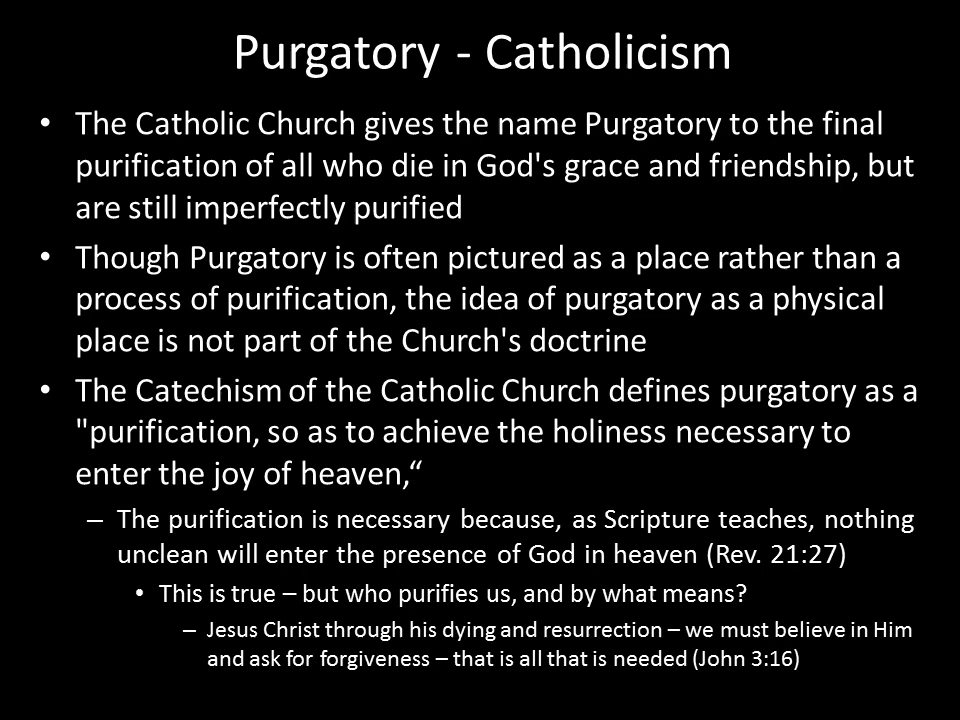 Purgatory - Catholicism
• The Catholic Church gives the name Purgatory to the final
purification of all who die in God's grace and friendship, but
are still imperfectly purified
• Though Purgatory is often pictured as a place rather than a
process of purification, the idea of purgatory as a physical
place is not part of the Church's doctrine
• The Catechism of the Catholic Church defines purgatory as a
"purification, so as to achieve the holiness necessary to
enter the joy of heaven,“
– The purification is necessary because, as Scripture teaches, nothing
unclean will enter the presence of God in heaven (Rev. 21:27)
• This is true – but who purifies us, and by what means?
– Jesus Christ through his dying and resurrection – we must believe in Him
and ask for forgiveness – that is all that is needed (John 3:16)